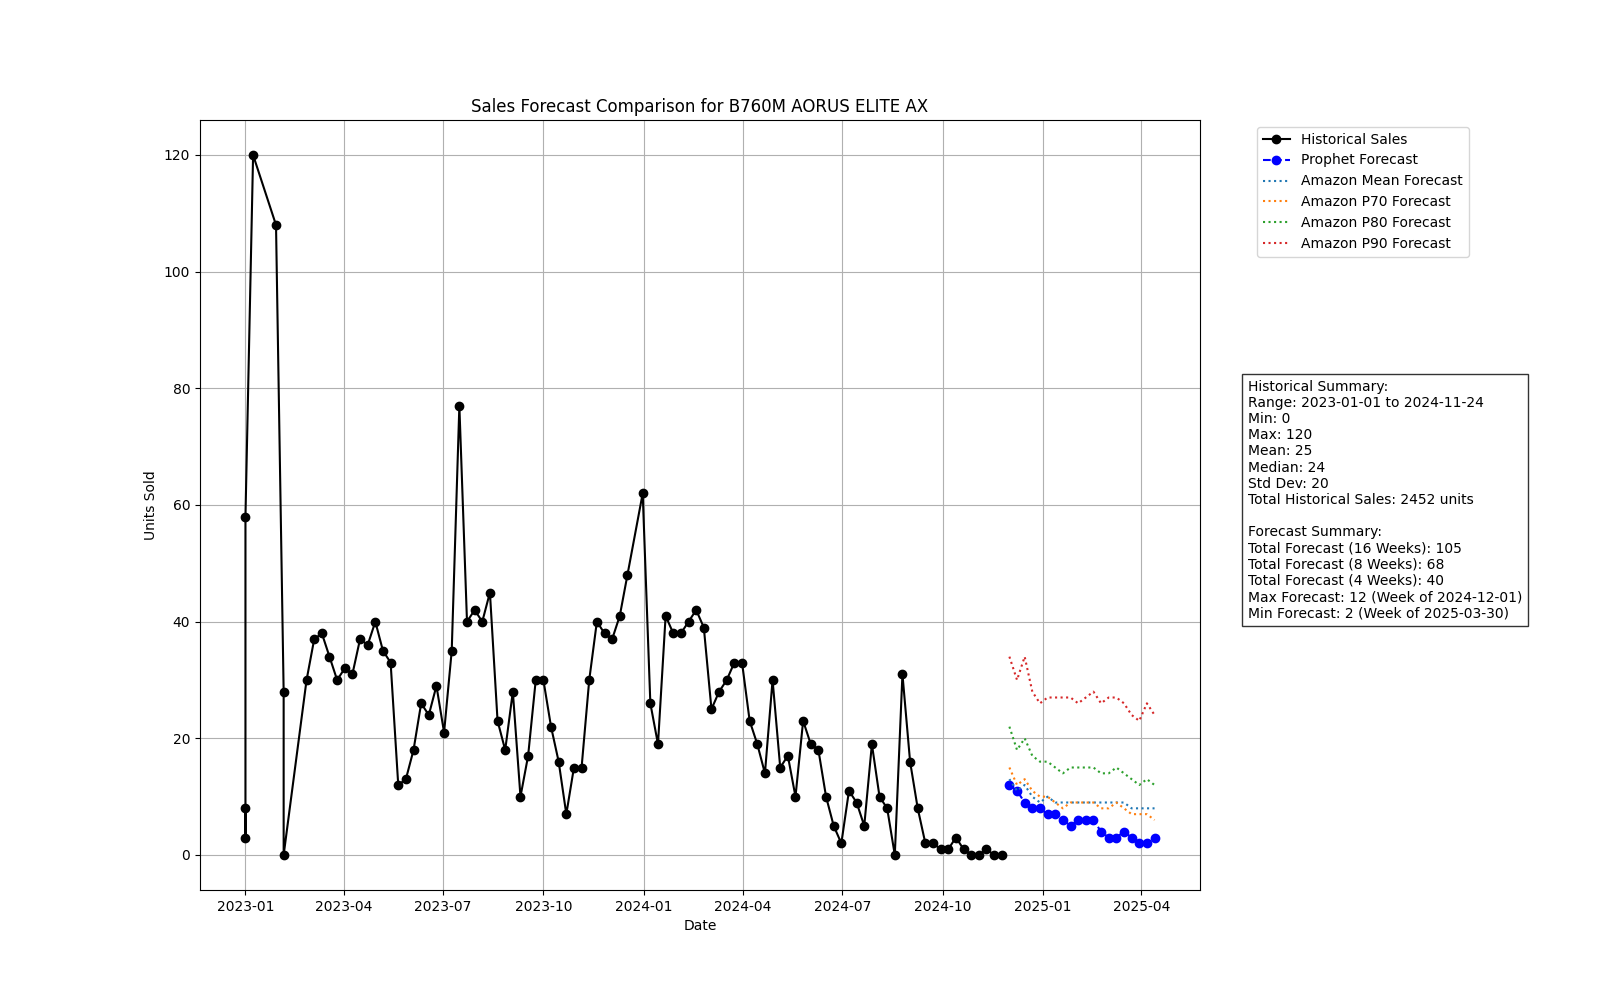 Sales Forecast Comparison for B760M AORUS ELITE AX
120
100
80
60
40
20
0
Units Sold
2023-01
2023-04
2023-07
2023-10
2024-01
2024-04
2024-07
2024-10
2025-01
2025-04
Date
Historical Sales
Prophet Forecast
Amazon Mean Forecast
Amazon P70 Forecast
Amazon P80 Forecast
Amazon P90 Forecast
Historical Summary:
Range: 2023-01-01 to 2024-11-24
Min: 0
Max: 120
Mean: 25
Median: 24
Std Dev: 20
Total Historical Sales: 2452 units
Forecast Summary:
Total Forecast (16 Weeks): 105
Total Forecast (8 Weeks): 68
Total Forecast (4 Weeks): 40
Max Forecast: 12 (Week of 2024-12-01)
Min Forecast: 2 (Week of 2025-03-30)